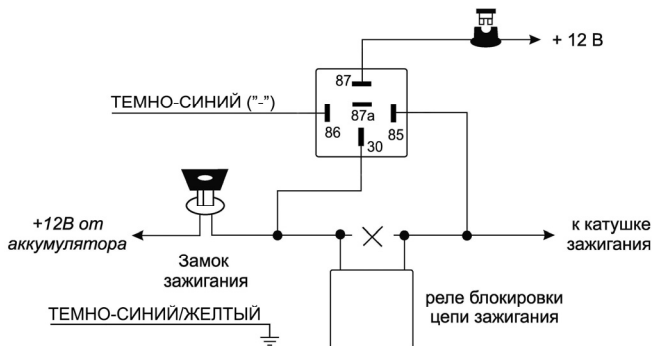 + 12 В
87
ТЕМНО-СИНИЙ ("-")
87a
86
85
30
+12В от
аккумулятора
Замок
зажигания
к катушке
зажигания
реле блокировки
цепи зажигания
ТЕМНО-СИНИЙ/ЖЕЛТЫЙ